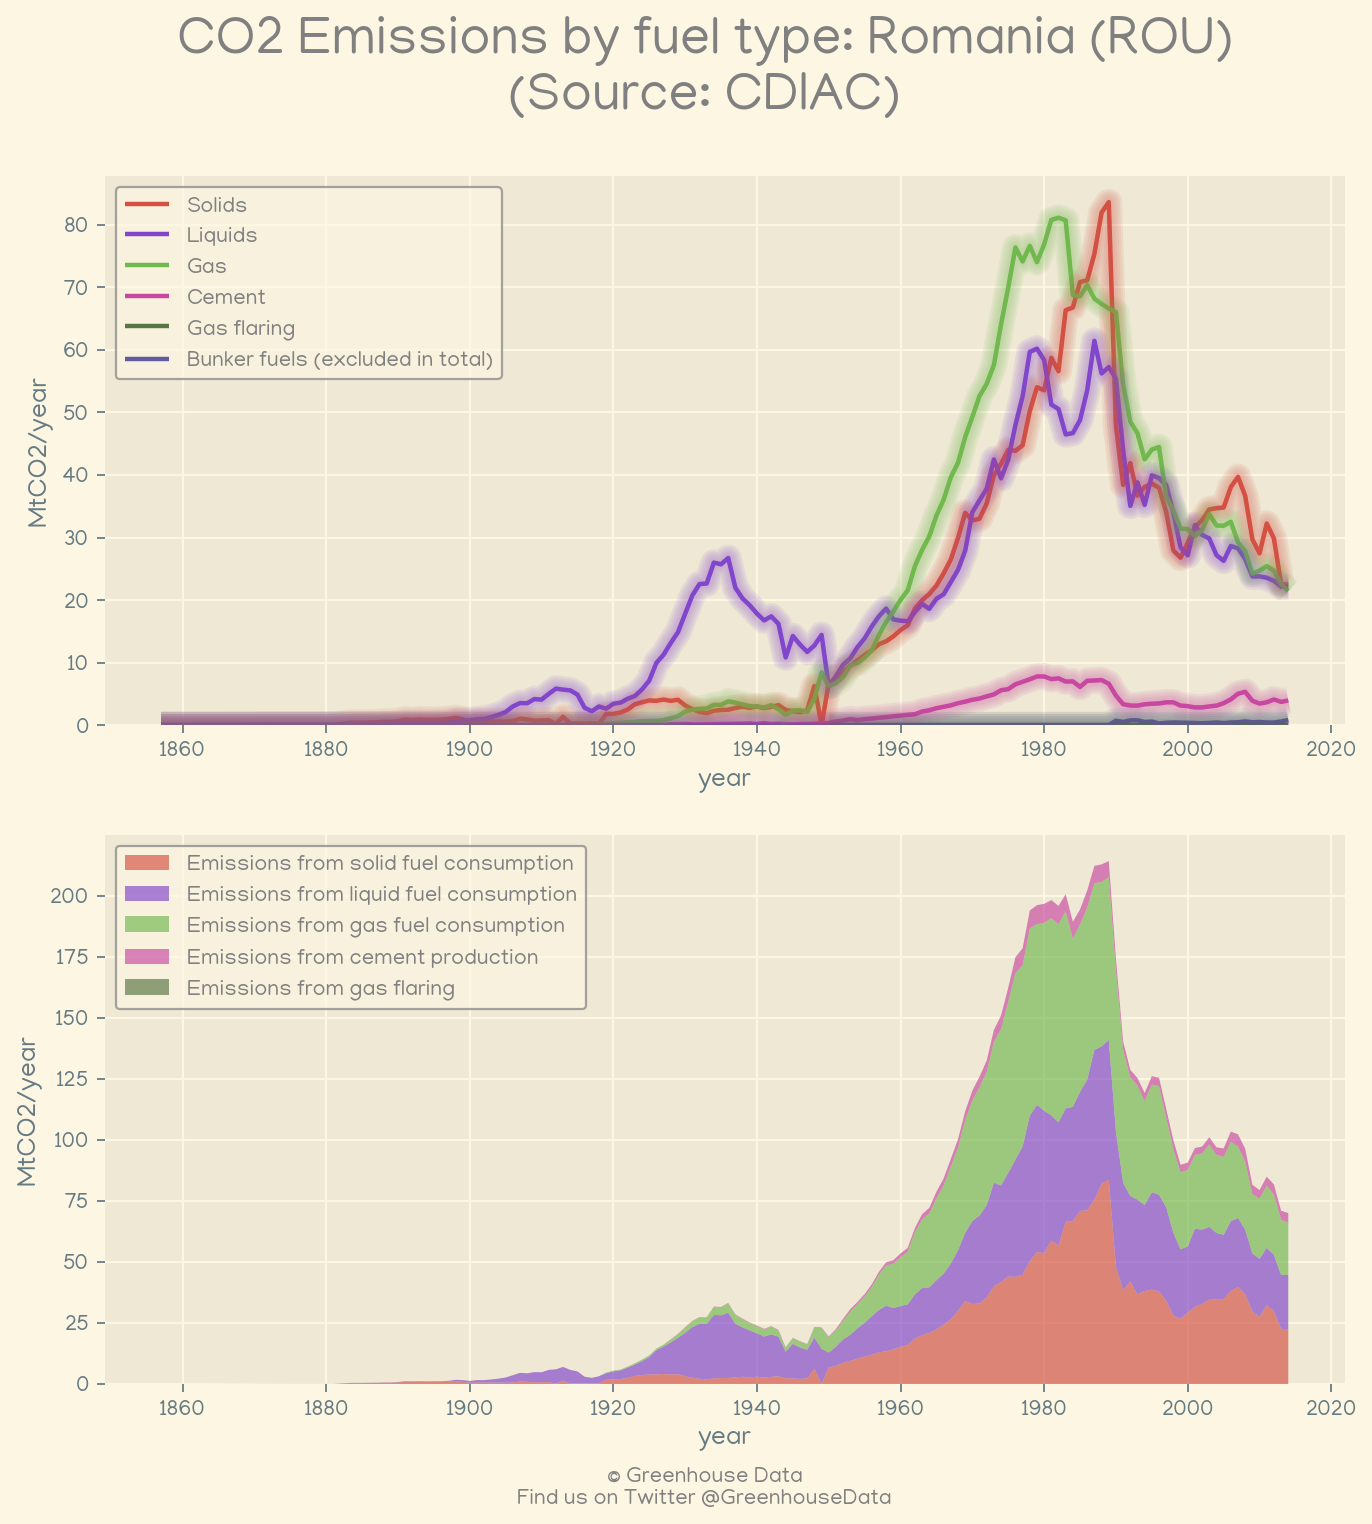 CO2 Emissions by fuel type: Romania (ROU)
(Source: CDIAC)
Solids
Liquids
Gas
Cement
Gas flaring
Bunker fuels (excluded in total)
80
70
60
50
40
30
20
10
0
MtCO2/year
1860 1880 1900 1920 1940 1960 1980 2000 2020
year
Emissions from solid fuel consumption
Emissions from liquid fuel consumption
Emissions from gas fuel consumption
Emissions from cement production
Emissions from gas flaring
200
175
150
125
100
75
50
25
0
MtCO2/year
1860 1880 1900 1920 1940 1960 1980 2000 2020
year
© Greenhouse Data
Find us on Twitter @GreenhouseData